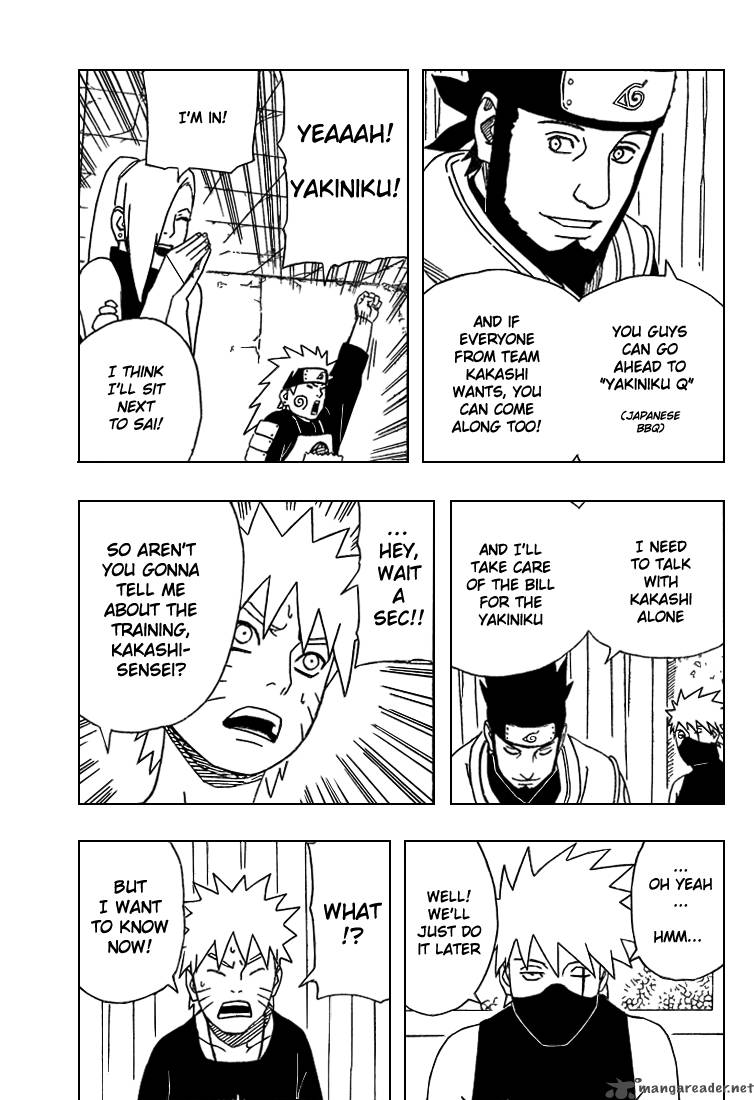 YOU GUYS
CAN GO
AHEAD TO
"YAKINIKU Q"
(JAPANESE
BBQ)
AND IF
EVERYONE
FROM TEAM
KAKASHI
WANTS, YOU
CAN COME
ALONG TOO!
YEAAAH!
YAKINIKU!
I'M IN!
I THINK
I'LL SIT
NEXT
TO SAI!
I NEED
TO TALK
WITH
KAKASHI
ALONE
AND I'LL
TAKE CARE
OF THE BILL
FOR THE
YAKINIKU
...
HEY,
WAIT
A
SEC!!
SO AREN'T
YOU GONNA
TELL ME
ABOUT THE
TRAINING,
KAKASHI-
SENSEI?
...
OH YEAH
...
HMM...
WELL!
WE'LL
JUST DO
IT LATER
WHAT
!?
BUT
I WANT
TO KNOW
NOW!
mangareader.net